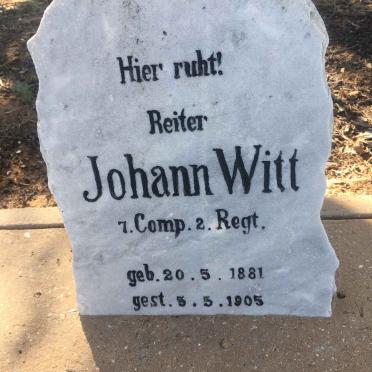 Hier ruht!
Reiter
Johann Witt
7. Comp. 2. Regt.
geb. 20. 5. 1881
gest. 5. 5. 1905